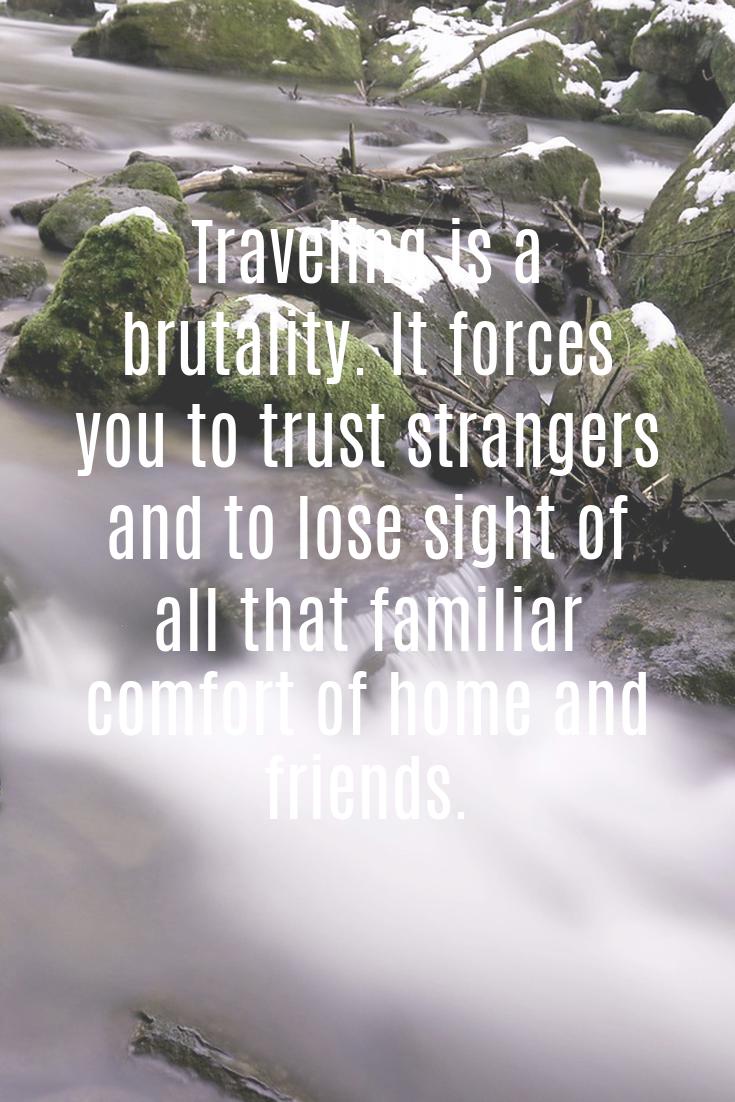 Traveling is a
brutality. It forces
you to trust strangers
and to lose sight of
all that familiar
comfort of home and
friends.